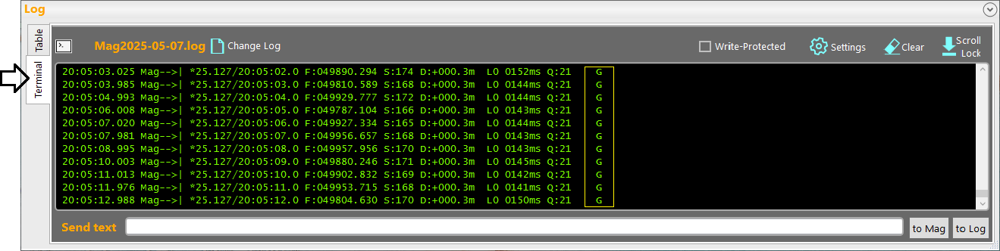 Log
Table
Terminal
Mag2025-05-07.log Change Log Write-Protected Settings Clear Scroll Lock
20:05:03.025 Mag-->| *25.127/20:05:02.0 F:049890.294 S:174 D:+000.3m  L0 0152ms Q:21    G
20:05:03.985 Mag-->| *25.127/20:05:03.0 F:049810.589 S:168 D:+000.3m  L0 0144ms Q:21    G
20:05:04.993 Mag-->| *25.127/20:05:04.0 F:049929.777 S:172 D:+000.3m  L0 0144ms Q:21    G
20:05:06.008 Mag-->| *25.127/20:05:05.0 F:049787.104 S:166 D:+000.3m  L0 0143ms Q:21    G
20:05:07.020 Mag-->| *25.127/20:05:06.0 F:049927.334 S:165 D:+000.3m  L0 0144ms Q:21    G
20:05:07.981 Mag-->| *25.127/20:05:07.0 F:049956.657 S:168 D:+000.3m  L0 0143ms Q:21    G
20:05:08.995 Mag-->| *25.127/20:05:08.0 F:049957.956 S:170 D:+000.3m  L0 0143ms Q:21    G
20:05:10.003 Mag-->| *25.127/20:05:09.0 F:049880.246 S:171 D:+000.3m  L0 0145ms Q:21    G
20:05:11.013 Mag-->| *25.127/20:05:10.0 F:049902.832 S:169 D:+000.3m  L0 0142ms Q:21    G
20:05:11.976 Mag-->| *25.127/20:05:11.0 F:049953.715 S:168 D:+000.3m  L0 0141ms Q:21    G
20:05:12.988 Mag-->| *25.127/20:05:12.0 F:049804.630 S:170 D:+000.3m  L0 0150ms Q:21    G
Send text to Mag to Log